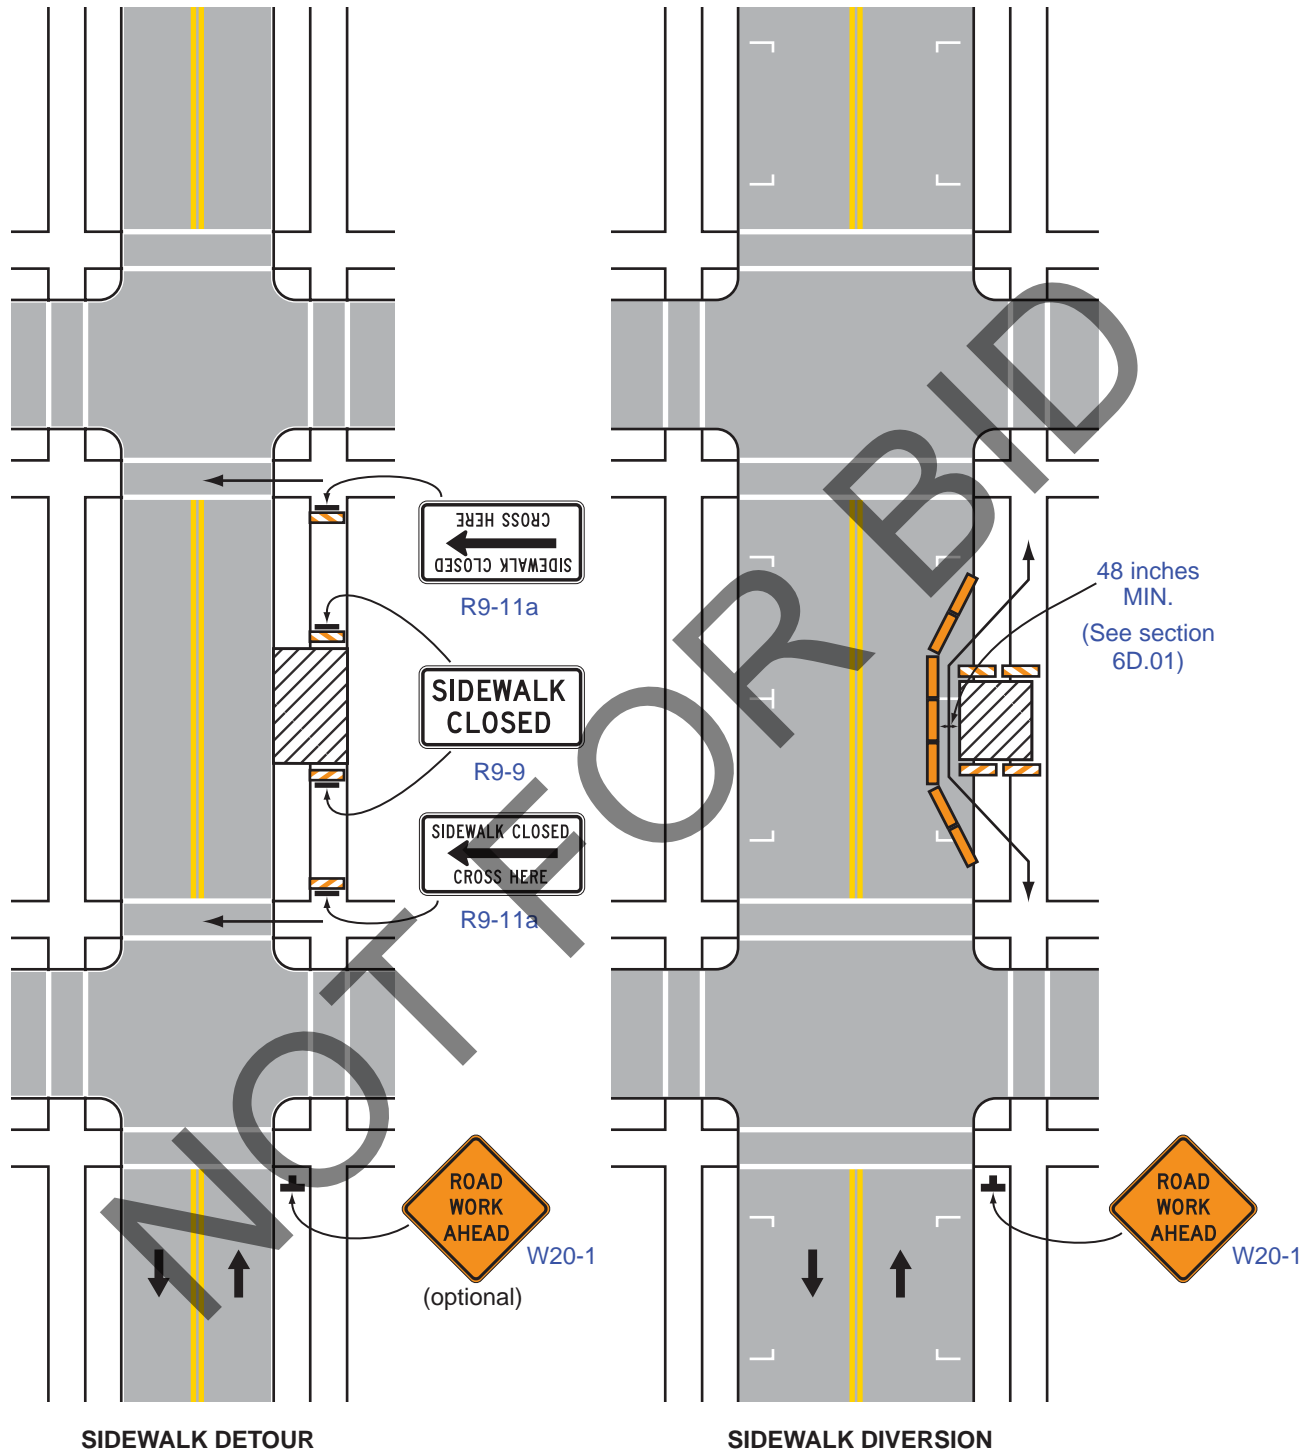 CROSS HERE
SIDEWALK CLOSED
R9-11a
SIDEWALK
CLOSED
R9-9
SIDEWALK CLOSED
CROSS HERE
R9-11a
ROAD
WORK
AHEAD
W20-1
(optional)
SIDEWALK DETOUR
48 inches
MIN.
(See section
6D.01)
ROAD
WORK
AHEAD
W20-1
SIDEWALK DIVERSION
NOT FOR BID